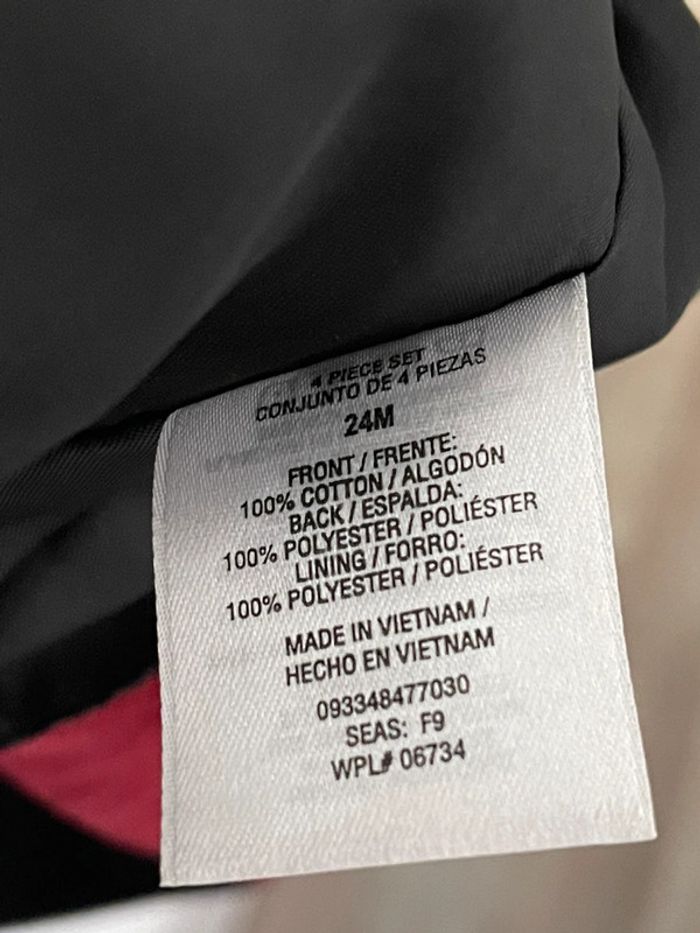 4 PIECE SET
CONJUNTO DE 4 PIEZAS
24M
FRONT / FRENTE:
100% COTTON / ALGODÓN
BACK / ESPALDA:
100% POLYESTER / POLIÉSTER
LINING / FORRO:
100% POLYESTER / POLIÉSTER
MADE IN VIETNAM /
HECHO EN VIETNAM
093348477030
SEAS: F9
WPL# 06734